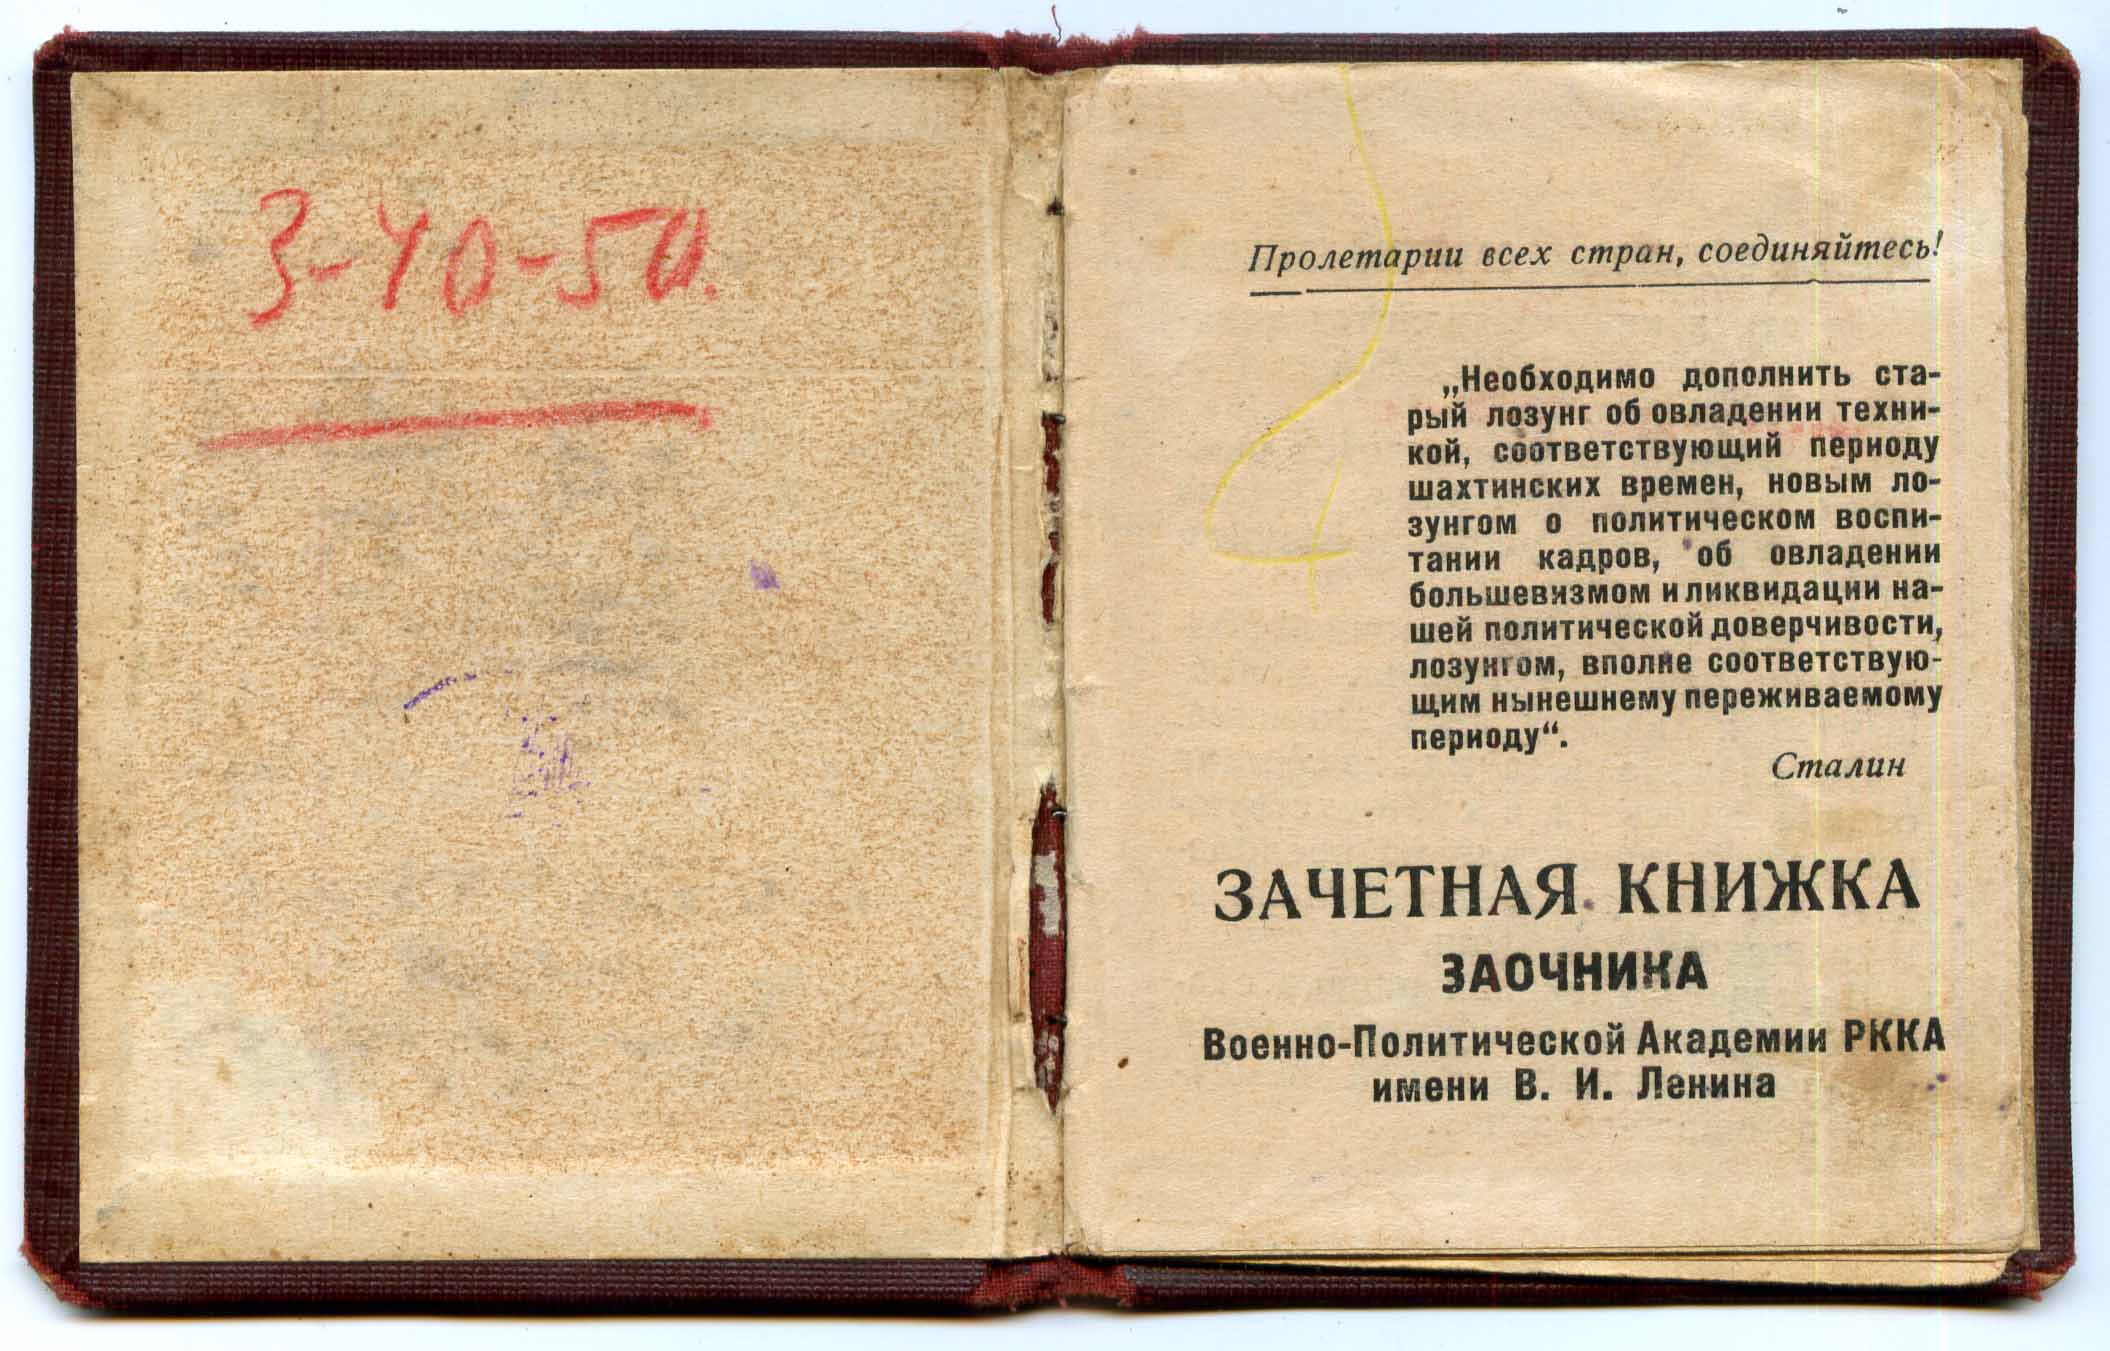 3-40-50.
Пролетарии всех стран, соединяйтесь!
„Необходимо дополнить ста-
рый лозунг об овладении техни-
кой, соответствующий периоду
шахтинских времен, новым ло-
зунгом о политическом воспи-
тании кадров, об овладении
большевизмом и ликвидации на-
шей политической доверчивости,
лозунгом, вполне соответствую-
щим нынешнему переживаемому
периоду“.
Сталин
ЗАЧЕТНАЯ КНИЖКА
ЗАОЧНИКА
Военно-Политической Академии РККА
имени В. И. Ленина